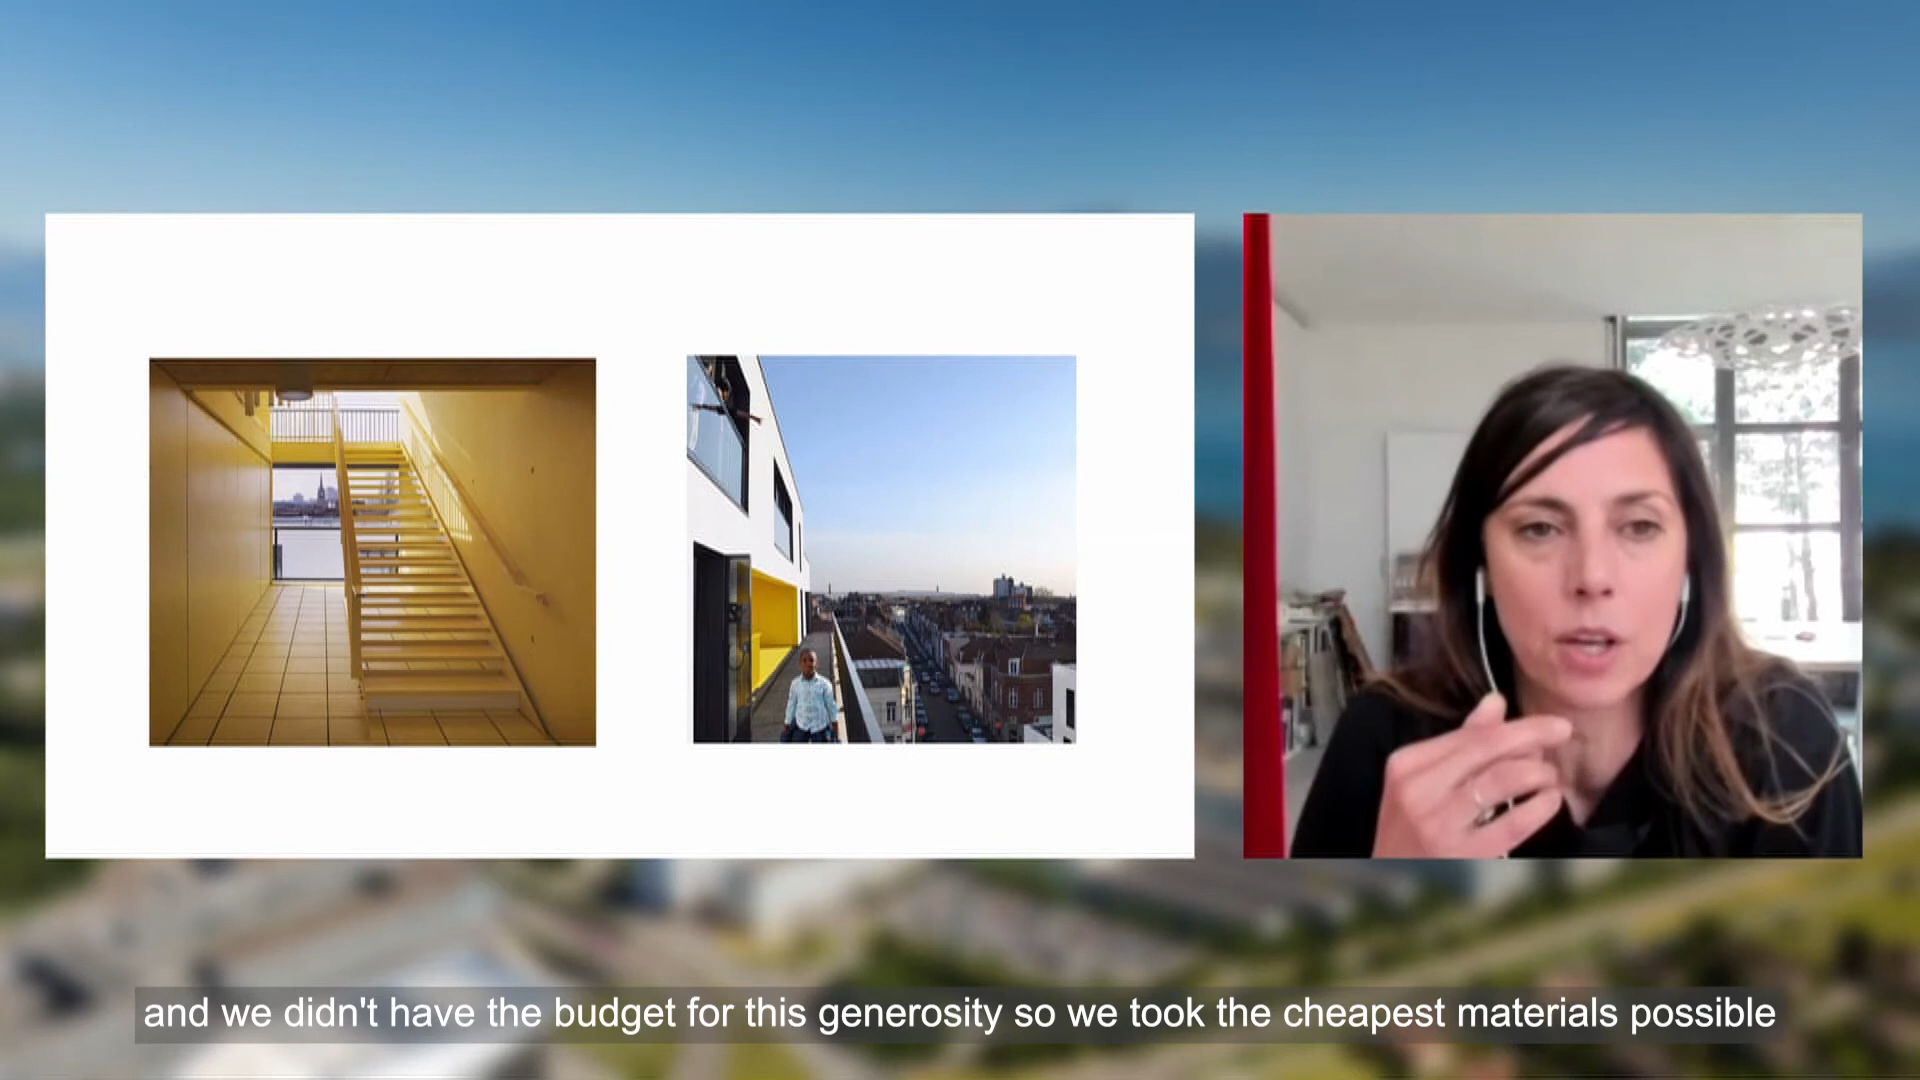 and we didn't have the budget for this generosity so we took the cheapest materials possible